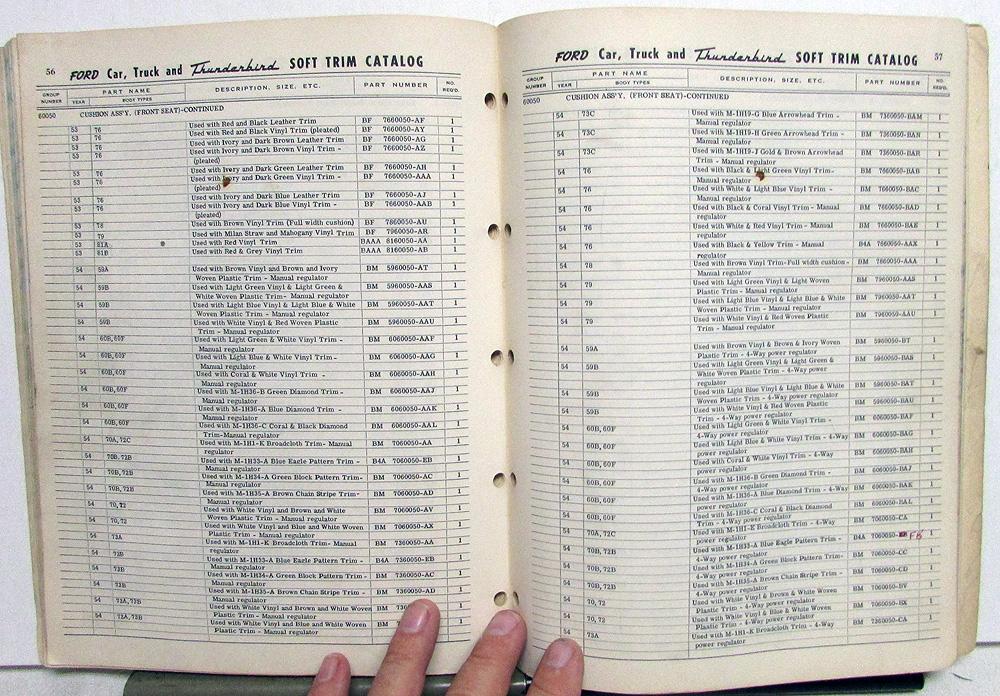 56 FORD Car, Truck and Thunderbird SOFT TRIM CATALOG
GROUP NUMBER PART NAME DESCRIPTION, SIZE, ETC. PART NUMBER NO. REQ'D.
YEAR BODY TYPES
60050 CUSHION ASS'Y. (FRONT SEAT)-CONTINUED
53 76 Used with Red and Black Leather Trim BF 7660050-AF 1
53 76 Used with Red and Black Vinyl Trim (pleated) BF 7660050-AY 1
53 76 Used with Ivory and Dark Brown Leather Trim BF 7660050-AG 1
53 76 Used with Ivory and Dark Brown Vinyl Trim - BF 7660050-AZ 1
(pleated)
53 76 Used with Ivory and Dark Green Leather Trim BF 7660050-AH 1
53 76 Used with Ivory and Dark Green Vinyl Trim - BF 7660050-AAA 1
(pleated)
53 76 Used with Ivory and Dark Blue Leather Trim BF 7660050-AJ 1
53 76 Used with Ivory and Dark Blue Vinyl Trim - BF 7660050-AAB 1
(pleated)
53 78 Used with Brown Vinyl Trim (Full width cushion) BF 7860050-AU 1
53 79 Used with Milan Straw and Mahogany Vinyl Trim BF 7960050-AR 1
53 81A Used with Red Vinyl Trim BAAA 8160050-AA 1
53 81B Used with Red & Grey Vinyl Trim BAAA 8160050-AB 1
54 59A Used with Brown Vinyl and Brown and Ivory BM 5960050-AT 1
Woven Plastic Trim - Manual regulator
54 59B Used with Light Green Vinyl & Light Green & BM 5960050-AAS 1
White Woven Plastic Trim- Manual regulator
54 59B Used with Light Blue Vinyl & Light Blue & White BM 5960050-AAT 1
Woven Plastic Trim - Manual regulator
54 59B Used with White Vinyl & Red Woven Plastic BM 5960050-AAU 1
Trim - Manual regulator
54 60B, 60F Used with Light Green & White Vinyl Trim - BM 6060050-AAF 1
Manual regulator
54 60B, 60F Used with Light Blue & White Vinyl Trim - BM 6060050-AAG 1
Manual regulator
54 60B, 60F Used with Coral & White Vinyl Trim - BM 6060050-AAH 1
Manual regulator
54 60B, 60F Used with M-1H36-B Green Diamond Trim - BM 6060050-AAJ 1
Manual regulator
54 60B, 60F Used with M-1H36-A Blue Diamond Trim - BM 6060050-AAK 1
Manual regulator
54 60B, 60F Used with M-1H36-C Coral & Black Diamond BM 6060050-AAL 1
Trim-Manual regulator
54 70A, 72C Used with M-1H1-K Broadcloth Trim- Manual BM 7060050-AA 1
regulator
54 70B, 72B Used with M-1H33-A Blue Eagle Pattern Trim - B4A 7060050-EB 1
Manual regulator
54 70B, 72B Used with M-1H34-A Green Block Pattern Trim- BM 7060050-AC 1
Manual regulator
54 70B, 72B Used with M-1H35-A Brown Chain Stripe Trim- BM 7060050-AD 1
Manual regulator
54 70, 72 Used with White Vinyl and Brown and White BM 7060050-AV 1
Woven Plastic Trim - Manual regulator
54 70, 72 Used with White Vinyl and Blue and White Woven BM 7060050-AX 1
Plastic Trim - Manual regulator
54 73A Used with M-1H1-K Broadcloth Trim- Manual BM 7360050-AA 1
regulator
54 73B Used with M-1H33-A Blue Eagle Pattern Trim - B4A 7360050-EB 1
Manual regulator
54 73B Used with M-1H34-A Green Block Pattern Trim- BM 7360050-AC 1
Manual regulator
54 73B Used with M-1H35-A Brown Chain Stripe Trim- BM 7360050-AD 1
Manual regulator
54 73A, 73B Used with White Vinyl and Brown and White Woven BM 1
Plastic Trim - Manual regulator
54 73A, 73B Used with White Vinyl and Blue and White Woven BM 1
Plastic Trim - Manual regulator
FORD Car, Truck and Thunderbird SOFT TRIM CATALOG 57
GROUP NUMBER PART NAME DESCRIPTION, SIZE, ETC. PART NUMBER NO. REQ'D.
YEAR BODY TYPES
60050 CUSHION ASS'Y. (FRONT SEAT)-CONTINUED
54 73C Used with M-1H19-G Blue Arrowhead Trim - BM 7360050-BAM 1
Manual regulator
54 73C Used with M-1H19-H Green Arrowhead Trim - BM 7360050-BAN 1
Manual regulator
54 73C Used with M-1H19-J Gold & Brown Arrowhead BM 7360050-BAR 1
Trim - Manual regulator
54 76 Used with Black & Light Green Vinyl Trim- BM 7660050-BAB 1
Manual regulator
54 76 Used with White & Light Blue Vinyl Trim - BM 7660050-BAC 1
Manual regulator
54 76 Used with Black & Coral Vinyl Trim - Manual BM 7660050-BAD 1
regulator
54 76 Used with White & Red Vinyl Trim - Manual BM 7660050-BAE 1
regulator
54 76 Used with Black & Yellow Trim - Manual B4A 7660050-AAX 1
regulator
54 78 Used with Brown Vinyl Trim-Full width cushion - BM 7860050-AAA 1
Manual regulator
54 79 Used with Light Green Vinyl & Light Woven BM 7960050-AAS 1
Plastic Trim - Manual regulator
54 79 Used with Light Blue Vinyl & Light Blue & White BM 7960050-AAT 1
Woven Plastic Trim - Manual regulator
54 79 Used with White Vinyl & Red Woven Plastic BM 7960050-AAU 1
Trim - Manual regulator
54 59A Used with Brown Vinyl & Brown & Ivory Woven BM 5960050-BT 1
Plastic Trim - 4-Way power regulator
54 59B Used with Light Green Vinyl & Light Green & BM 5960050-BAS 1
White Woven Plastic Trim - 4-Way power
regulator
54 59B Used with Light Blue Vinyl & Light Blue & White BM 5960050-BAT 1
Woven Plastic Trim - 4-Way power regulator
54 59B Used with White Vinyl & Red Woven Plastic BM 5960050-BAU 1
Trim - 4-Way power regulator
54 60B, 60F Used with Light Green & White Vinyl Trim - BM 6060050-BAF 1
4-Way power regulator
54 60B, 60F Used with Light Blue & White Vinyl Trim - 4-Way BM 6060050-BAG 1
power regulator
54 60B, 60F Used with Coral & White Vinyl Trim - 4-Way BM 6060050-BAH 1
power regulator
54 60B, 60F Used with M-1H36-B Green Diamond Trim - BM 6060050-BAJ 1
4-Way power regulator
54 60B, 60F Used with M-1H36-A Blue Diamond Trim - 4-Way BM 6060050-BAK 1
power regulator
54 60B, 60F Used with M-1H36-C Coral & Black Diamond BM 6060050-BAL 1
Trim - 4-Way power regulator
54 70A, 72C Used with M-1H1-K Broadcloth Trim - 4-Way BM 7060050-CA 1
power regulator
54 70B, 72B Used with M-1H33-A Blue Eagle Pattern Trim - B4A 7060050- FB 1
4-Way power regulator
54 70B, 72B Used with M-1H34-A Green Block Pattern Trim- BM 7060050-CC 1
4-Way power regulator
54 70B, 72B Used with M-1H35-A Brown Chain Stripe Trim - BM 7060050-CD 1
4-Way power regulator
54 70, 72 Used with White Vinyl & Brown & White Woven BM 7060050-BV 1
Plastic Trim - 4-Way power regulator
54 70, 72 Used with White Vinyl & Blue & White Woven BM 7060050-BX 1
Plastic Trim - 4-Way power regulator
54 73A Used with M-1H1-K Broadcloth Trim - 4-Way BM 7360050-CA 1
power regulator